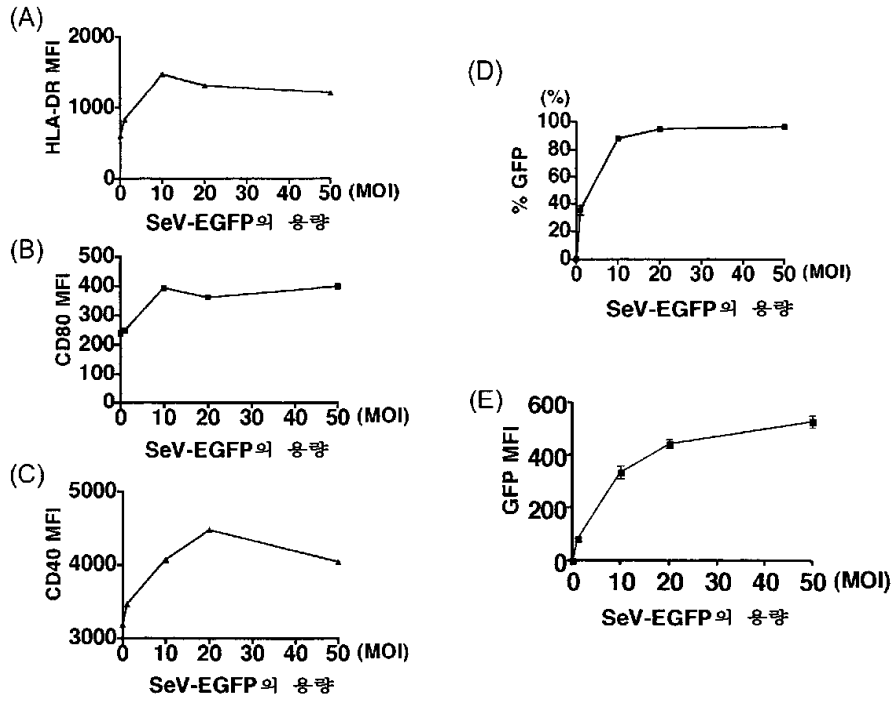 (A)
HLA-DR MFI
2000
1000
0
0 10 20 30 40 50 (MOI)
SeV-EGFP의 용량
(B)
CD80 MFI
500
400
300
200
100
0
0 10 20 30 40 50 (MOI)
SeV-EGFP의 용량
(C)
CD40 MFI
5000
4000
3000
0 10 20 30 40 50 (MOI)
SeV-EGFP의 용량
(D)
(%)
% GFP
100
80
60
40
20
0
0 10 20 30 40 50 (MOI)
SeV-EGFP의 용량
(E)
GFP MFI
600
400
200
0
0 10 20 30 40 50 (MOI)
SeV-EGFP의 용량